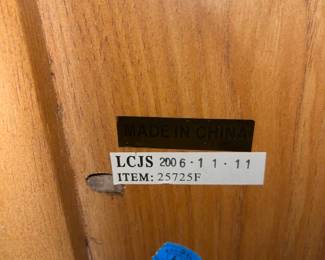 MADE IN CHINA
LCJS 2006·11·11
ITEM: 25725F